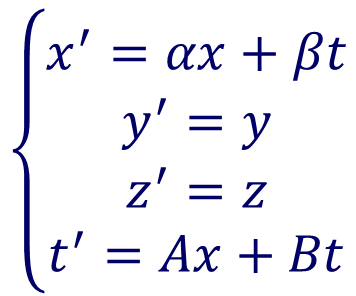 x′ = αx + βt
y′ = y
z′ = z
t′ = Ax + Bt